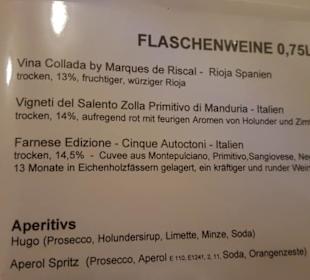 FLASCHENWEINE 0,75L
Vina Collada by Marques de Riscal - Rioja Spanien
trocken, 13%, fruchtiger, würziger Rioja
Vigneti del Salento Zolla Primitivo di Manduria - Italien
trocken, 14%, aufregend rot mit feurigen Aromen von Holunder und Zim
Farnese Edizione - Cinque Autoctoni - Italien
trocken, 14,5% - Cuvee aus Montepulciano, Primitivo,Sangiovese, Ne
13 Monate in Eichenholzfässern gelagert, ein kräftiger und runder Wein
Aperitivs
Hugo (Prosecco, Holundersirup, Limette, Minze, Soda)
Aperol Spritz (Prosecco, Aperol E 110, E1241, 2, 11, Soda, Orangenzeste)